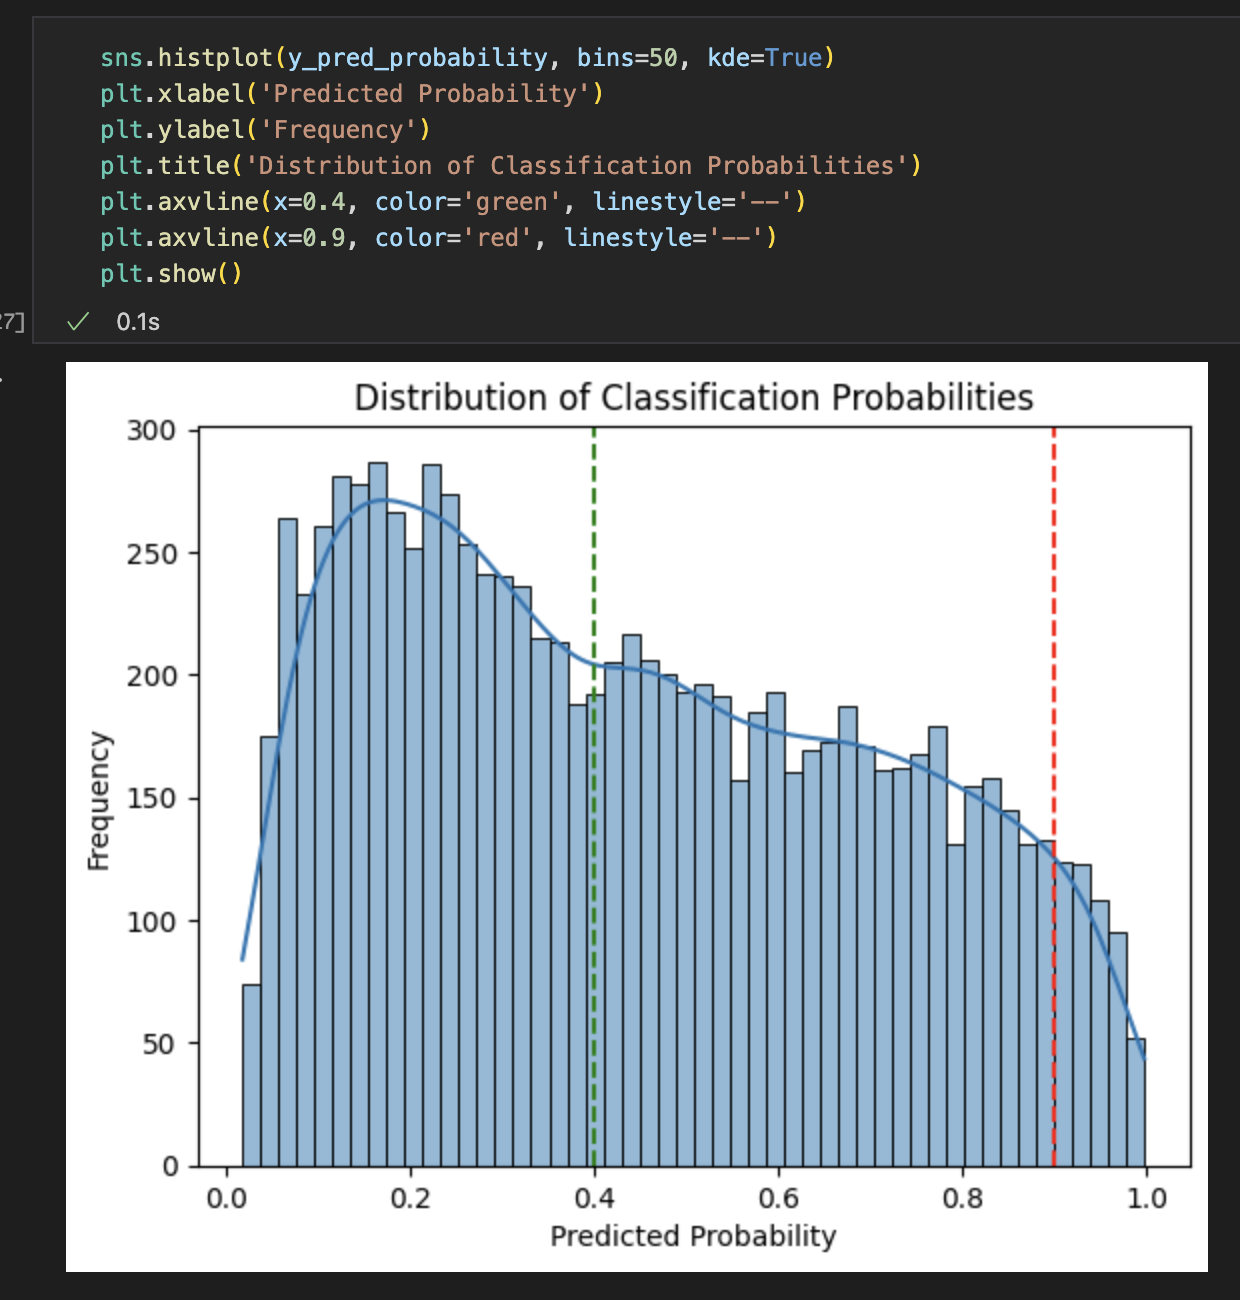 sns.histplot(y_pred_probability, bins=50, kde=True)
plt.xlabel('Predicted Probability')
plt.ylabel('Frequency')
plt.title('Distribution of Classification Probabilities')
plt.axvline(x=0.4, color='green', linestyle='--')
plt.axvline(x=0.9, color='red', linestyle='--')
plt.show()
27]
✓ 0.1s
Distribution of Classification Probabilities
300
250
200
150
100
50
0
Frequency
0.0 0.2 0.4 0.6 0.8 1.0
Predicted Probability